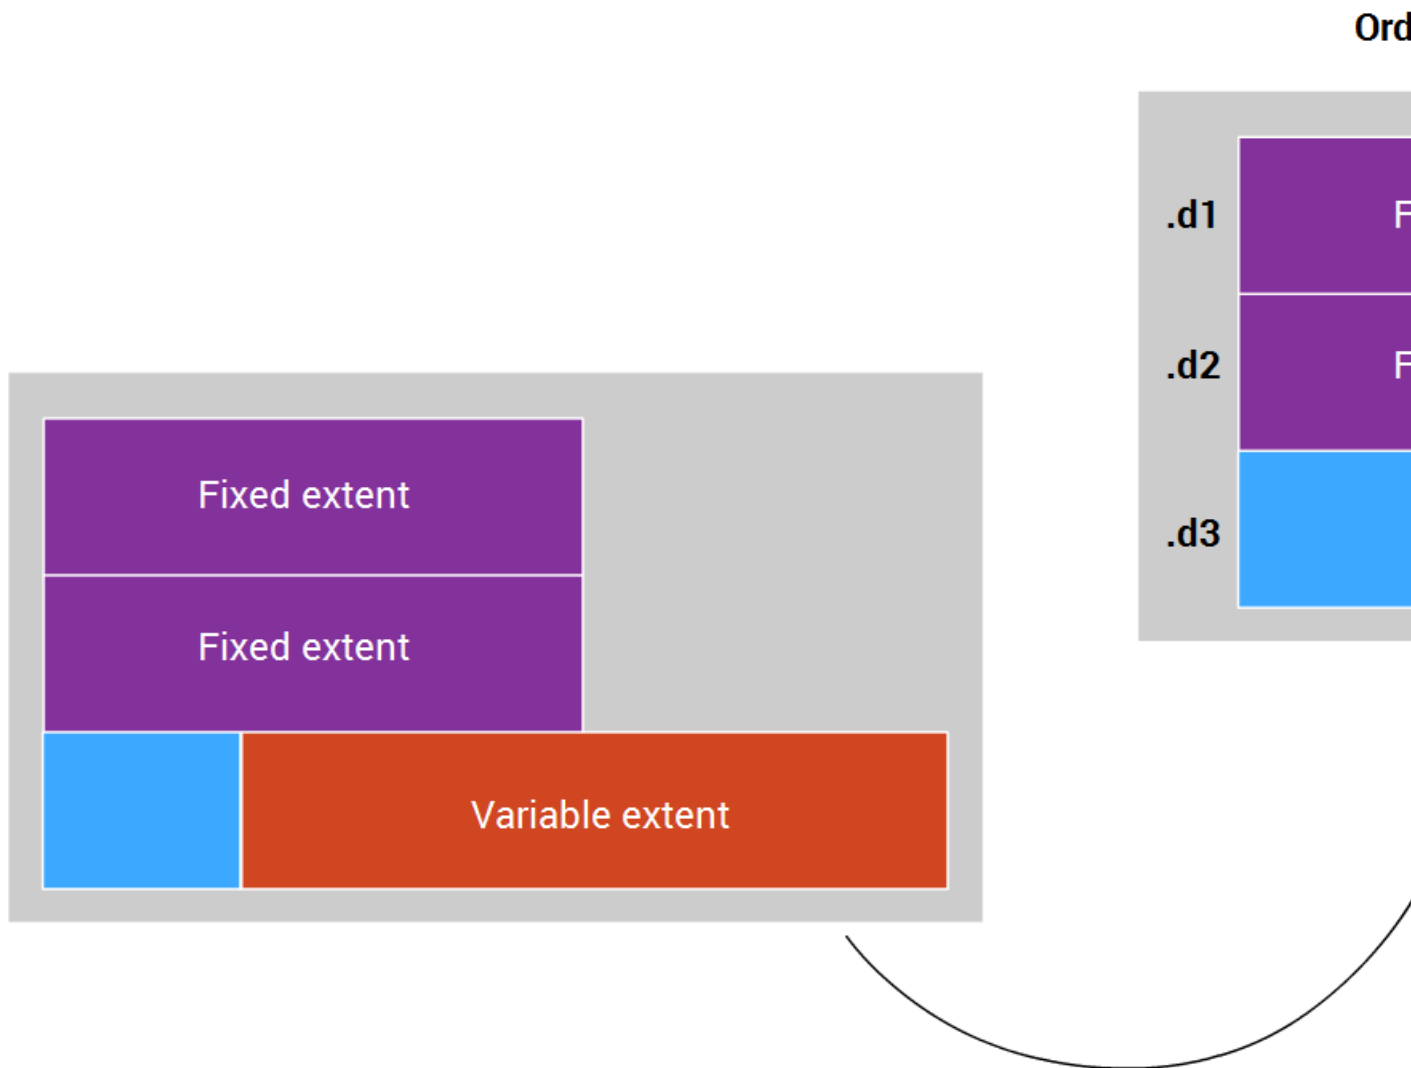 Fixed extent
Fixed extent
Variable extent
.d1
.d2
.d3